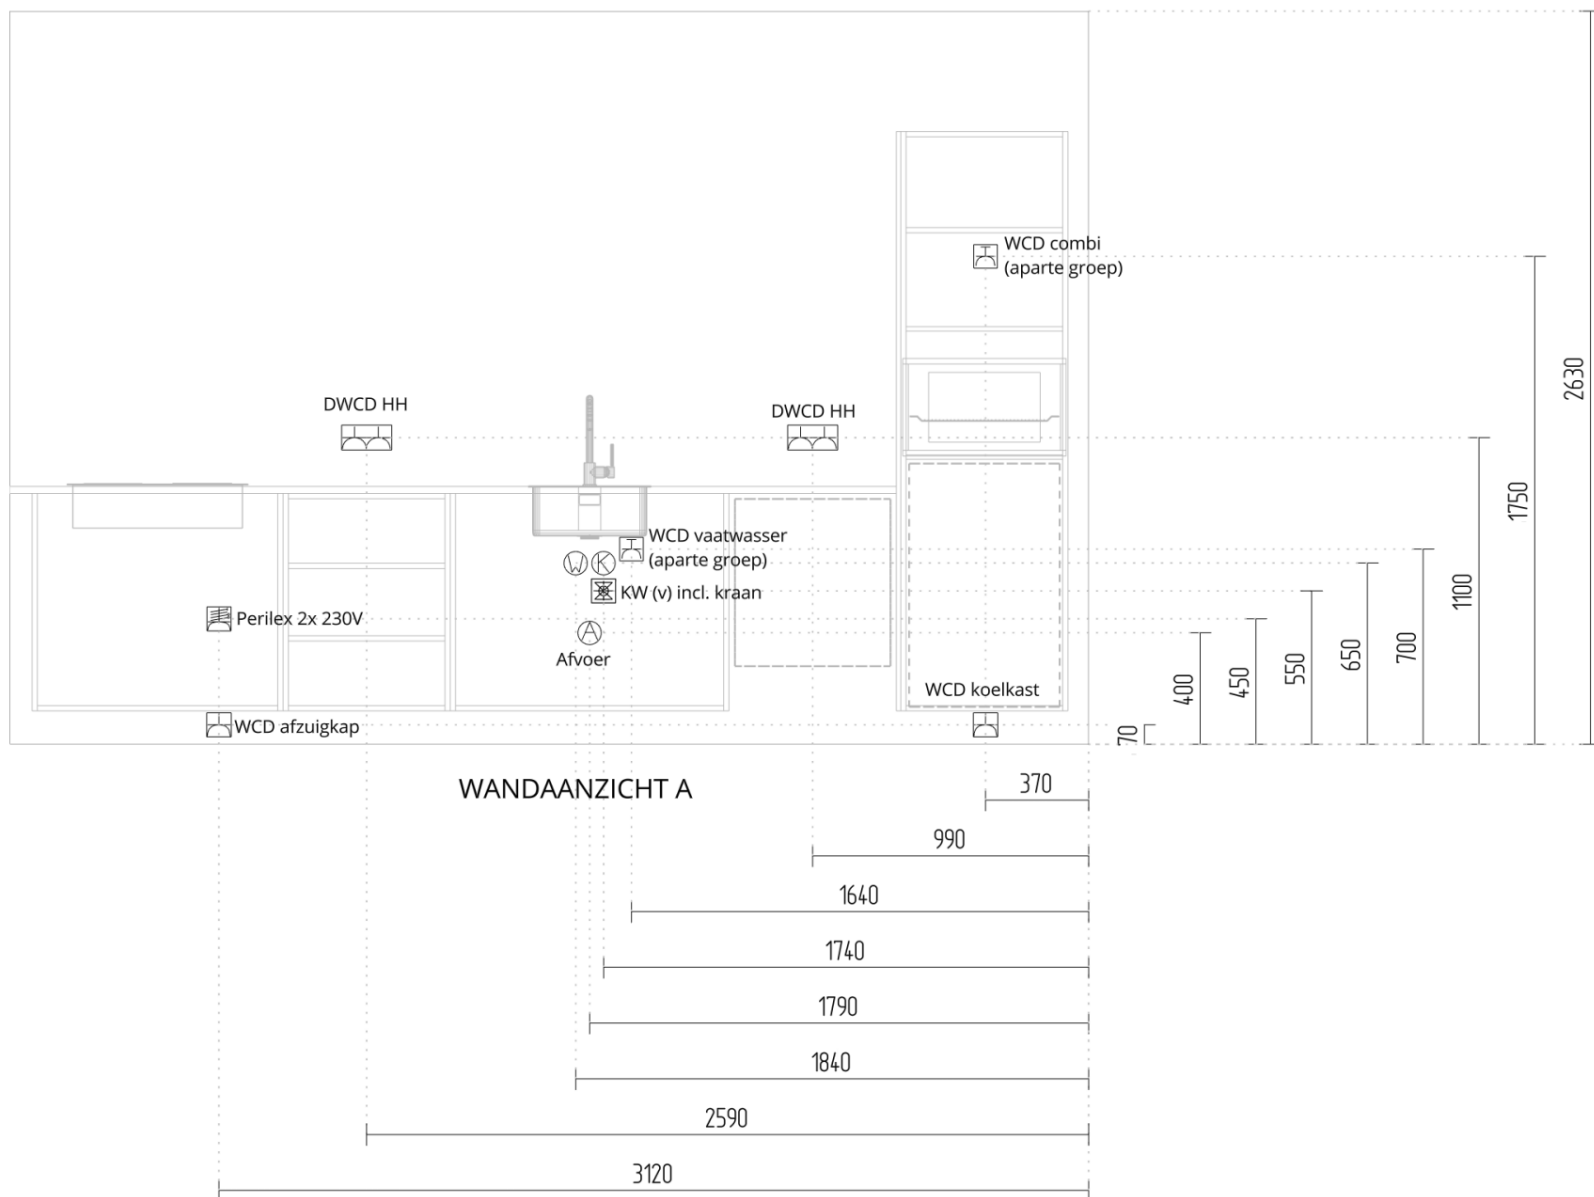 WCD combi
(aparte groep)
2630
DWCD HH
DWCD HH
1750
WCD vaatwasser
(aparte groep)
W
K
KW (v) incl. kraan
1100
Perilex 2x 230V
A
Afvoer
700
650
550
450
400
WCD koelkast
WCD afzuigkap
70
WANDAANZICHT A
370
990
1640
1740
1790
1840
2590
3120